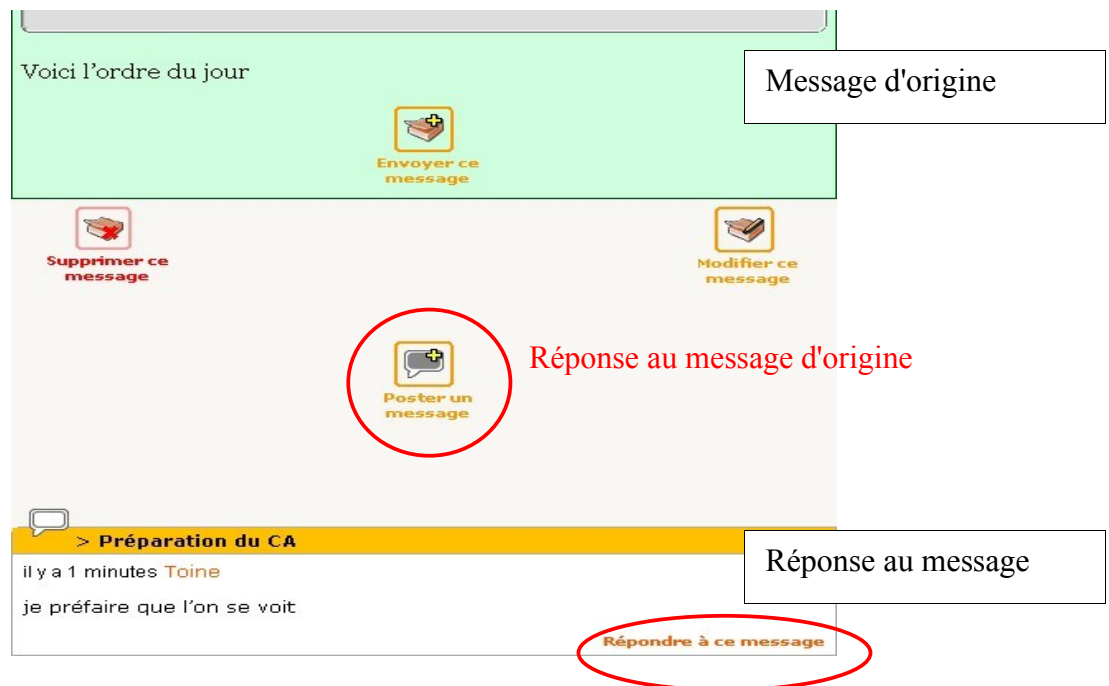 Voici l'ordre du jour
Message d'origine
Envoyer ce
message
Supprimer ce
message
Modifier ce
message
Réponse au message d'origine
Poster un
message
> Préparation du CA
il y a 1 minutes Toine
Réponse au message
je préfaire que l'on se voit
Répondre à ce message